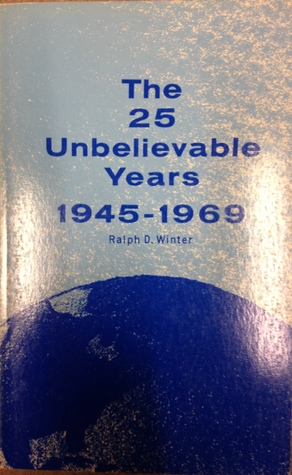 The
25
Unbelievable
Years
1945-1969
Ralph D. Winter